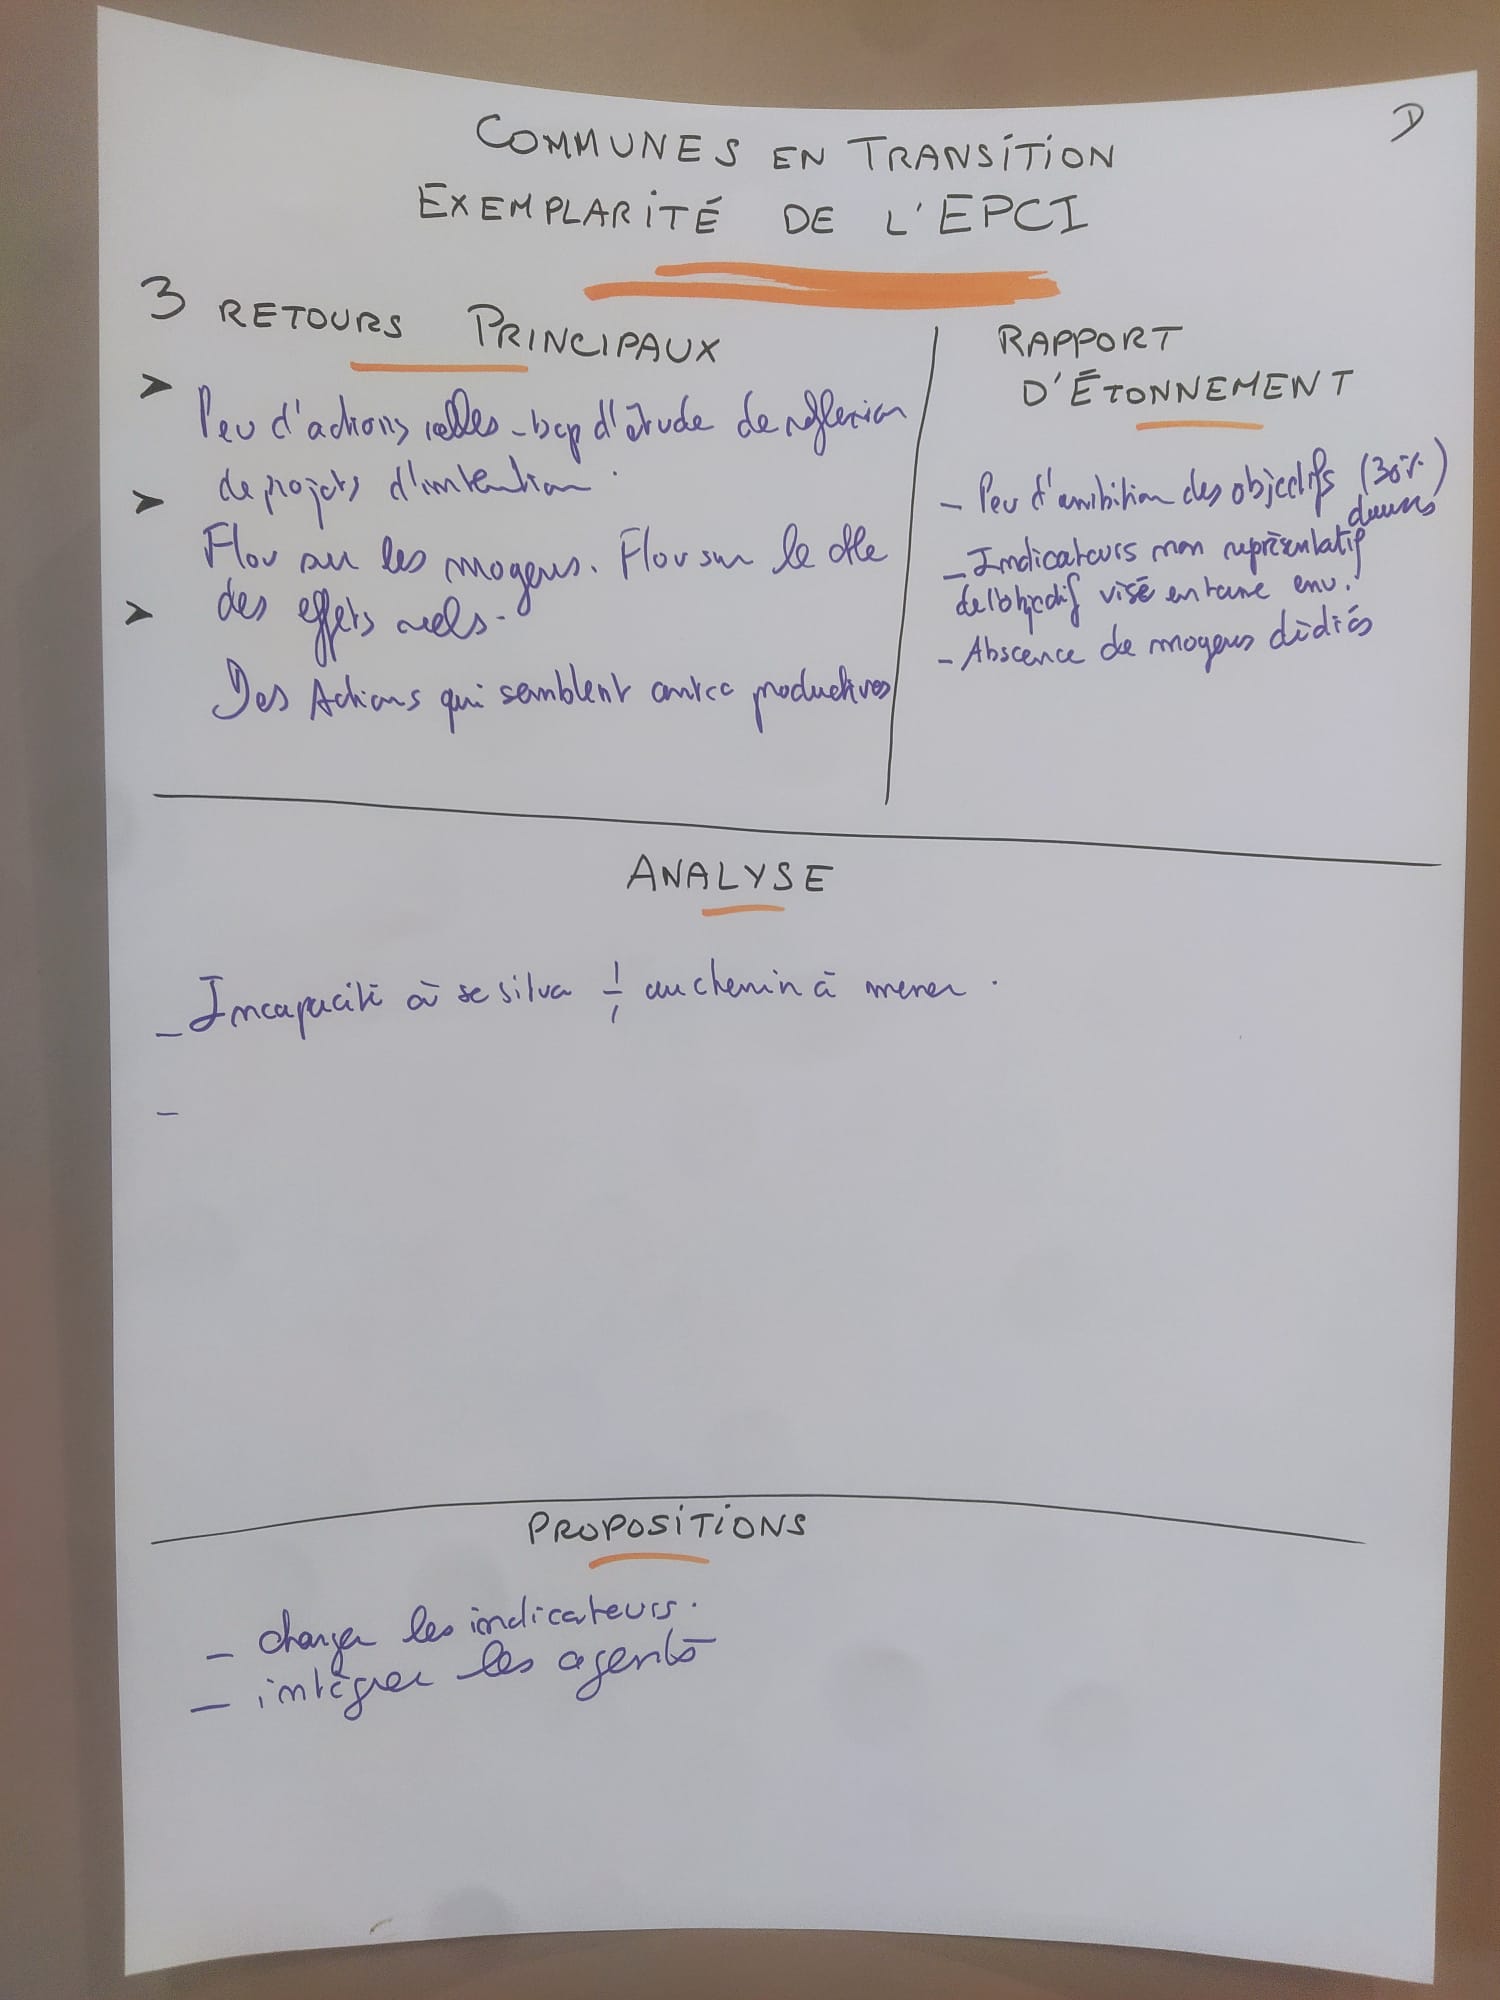 D
COMMUNES EN TRANSITION
EXEMPLARITÉ DE L'EPCI
3 RETOURS PRINCIPAUX
> Peu d'actions réelles - bcp d'étude de réflexion
de projets d'intention.
> Flou sur les moyens. Flou sur le
> des effets réels.
Des Actions qui semblent contre productives
RAPPORT
D'ÉTONNEMENT
- Peu d'ambition des objectifs (30%)
- Indicateurs non représentatif
de l'objectif visé en terme env.
- Abscence de moyens dédiés
ANALYSE
- Incapacité à se situer / au chemin à mener.
-
PROPOSITIONS
- changer les indicateurs.
- intégrer les agents